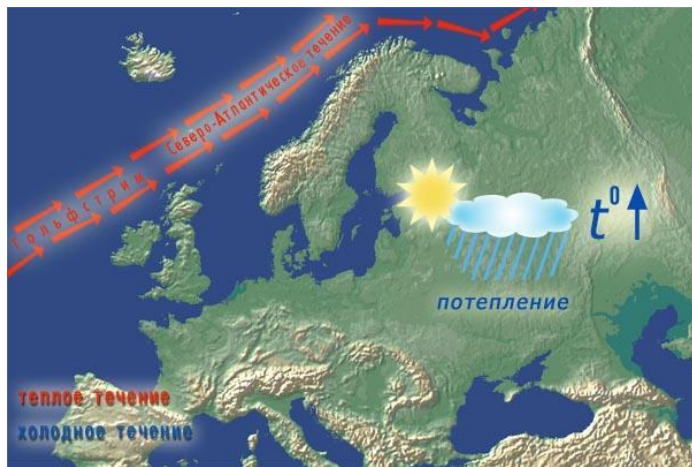 Северо-Атлантическое течение
Гольфстрим
t⁰
потепление
теплое течение
холодное течение